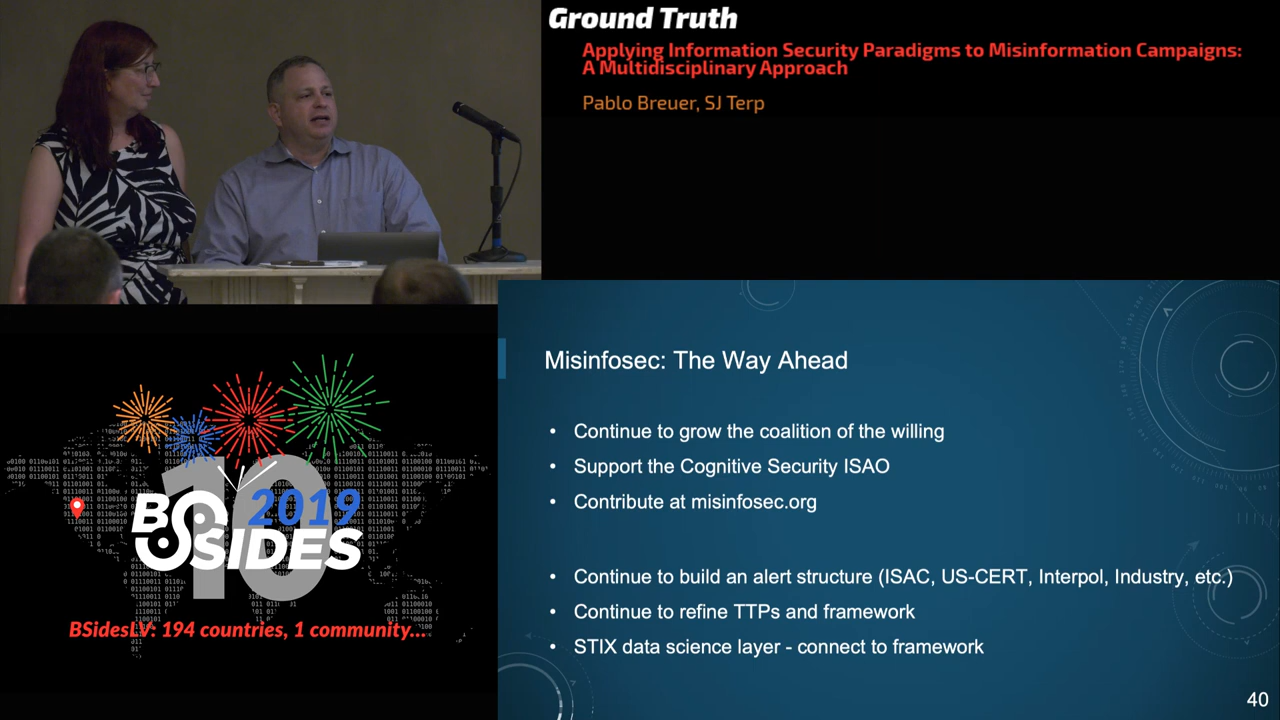 Ground Truth
Applying Information Security Paradigms to Misinformation Campaigns:
A Multidisciplinary Approach
Pablo Breuer, SJ Terp
10
BSIDES
2019
BSidesLV: 194 countries, 1 community...
Misinfosec: The Way Ahead
• Continue to grow the coalition of the willing
• Support the Cognitive Security ISAO
• Contribute at misinfosec.org
• Continue to build an alert structure (ISAC, US-CERT, Interpol, Industry, etc.)
• Continue to refine TTPs and framework
• STIX data science layer - connect to framework
40